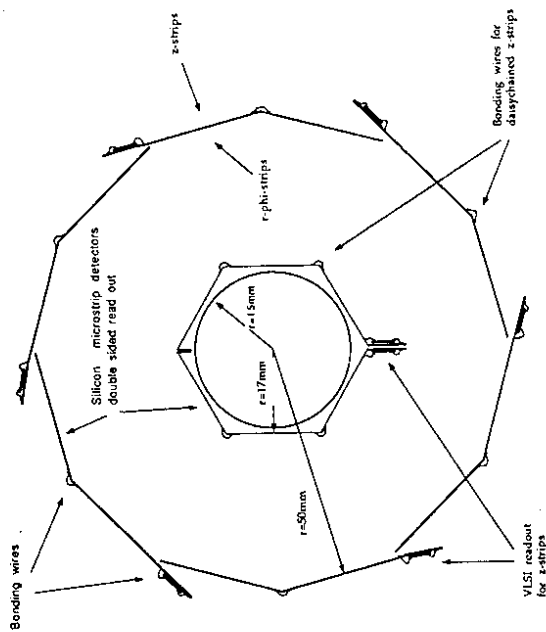 z-strips
Bonding wires for
daisychained z-strips
r-phi-strips
Silicon microstrip detectors
double sided read out
r=15mm
r=17mm
r=50mm
Bonding wires
VLSI readout
for z-strips